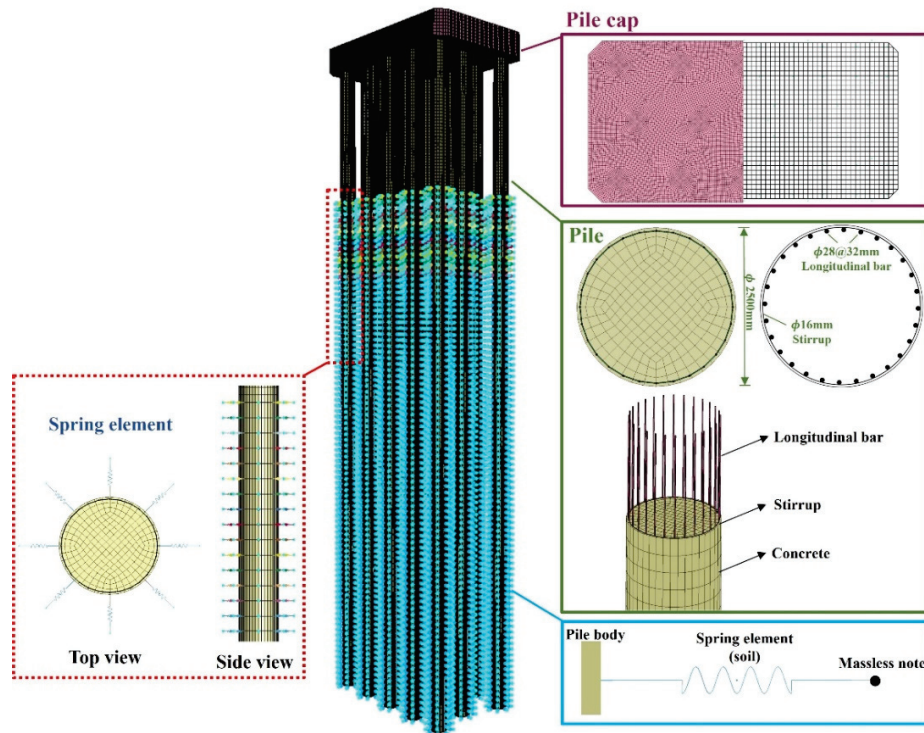 Pile cap
Pile
ϕ28@32mm
Longitudinal bar
ϕ 2500mm
ϕ16mm
Stirrup
Longitudinal bar
Stirrup
Concrete
Spring element
Top view
Side view
Pile body
Spring element
(soil)
Massless note